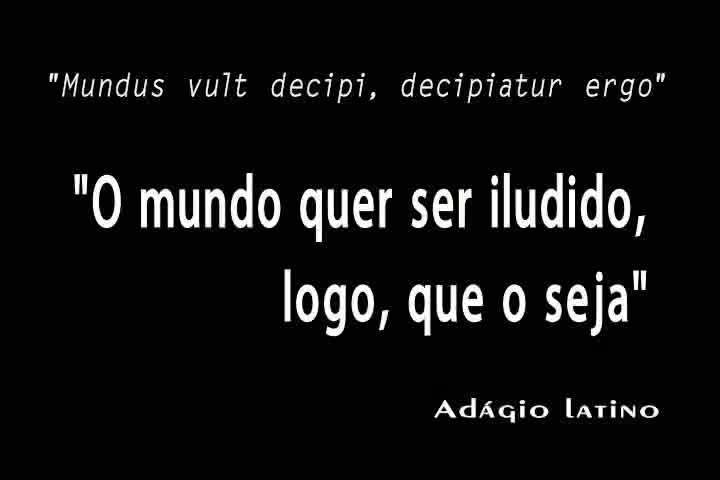 "Mundus vult decipi, decipiatur ergo"
"O mundo quer ser iludido,
logo, que o seja"
Adágio latino